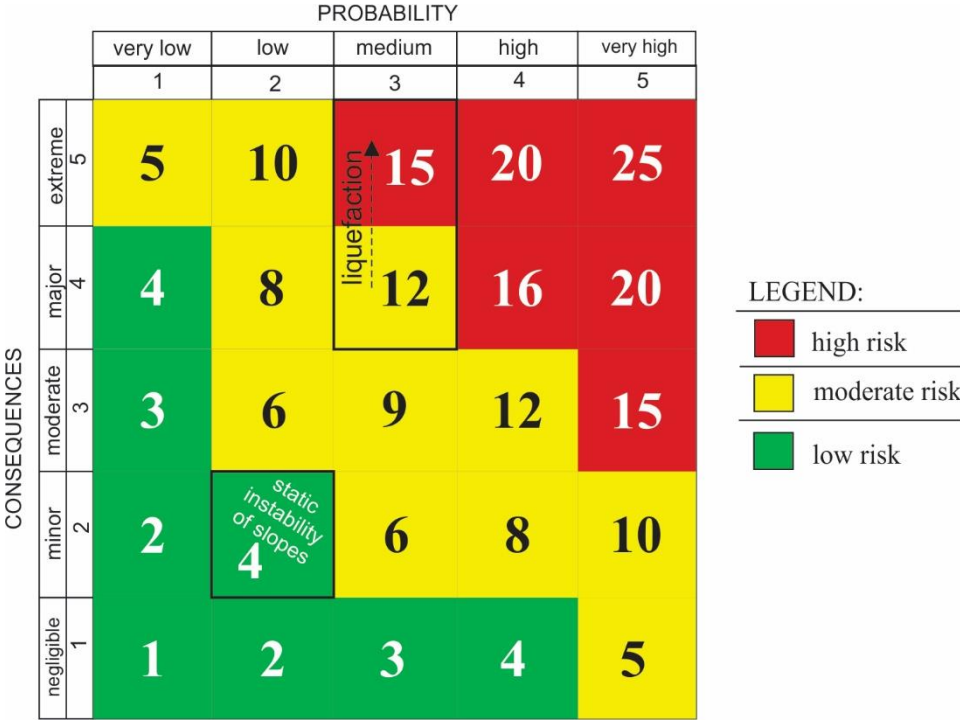 PROBABILITY
very low low medium high very high
1 2 3 4 5
CONSEQUENCES
extreme 5 5 10 liquefaction 15 20 25
major 4 4 8 12 16 20
moderate 3 3 6 9 12 15
minor 2 2 static
instability
of slopes
4 6 8 10
negligible 1 1 2 3 4 5
LEGEND:
high risk
moderate risk
low risk